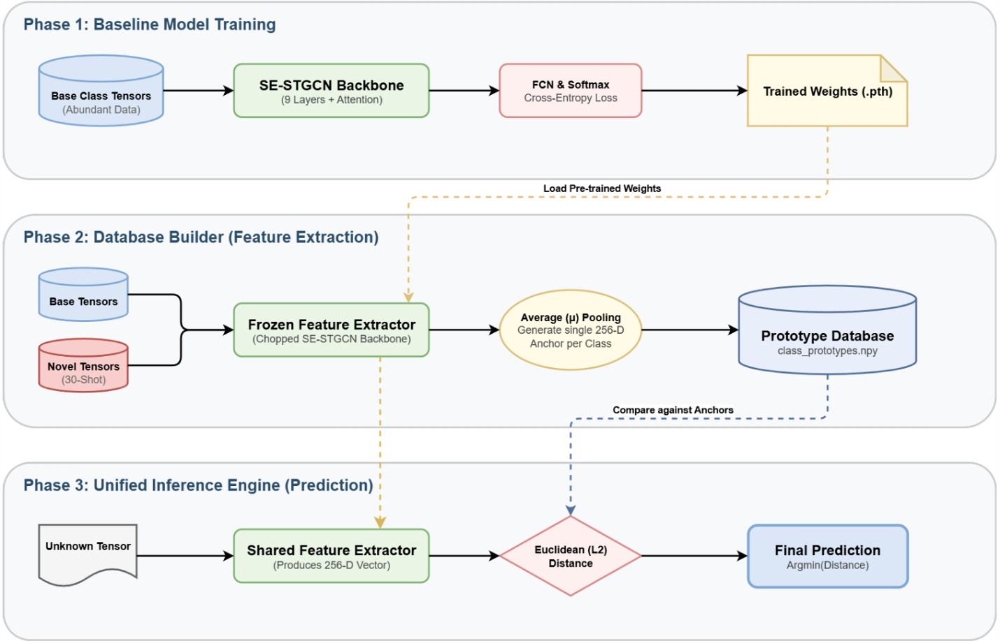 Phase 1: Baseline Model Training
Base Class Tensors
(Abundant Data)
SE-STGCN Backbone
(9 Layers + Attention)
FCN & Softmax
Cross-Entropy Loss
Trained Weights (.pth)
Load Pre-trained Weights
Phase 2: Database Builder (Feature Extraction)
Base Tensors
Novel Tensors
(30-Shot)
Frozen Feature Extractor
(Chopped SE-STGCN Backbone)
Average (μ) Pooling
Generate single 256-D
Anchor per Class
Prototype Database
class_prototypes.npy
Compare against Anchors
Phase 3: Unified Inference Engine (Prediction)
Unknown Tensor
Shared Feature Extractor
(Produces 256-D Vector)
Euclidean (L2)
Distance
Final Prediction
Argmin(Distance)